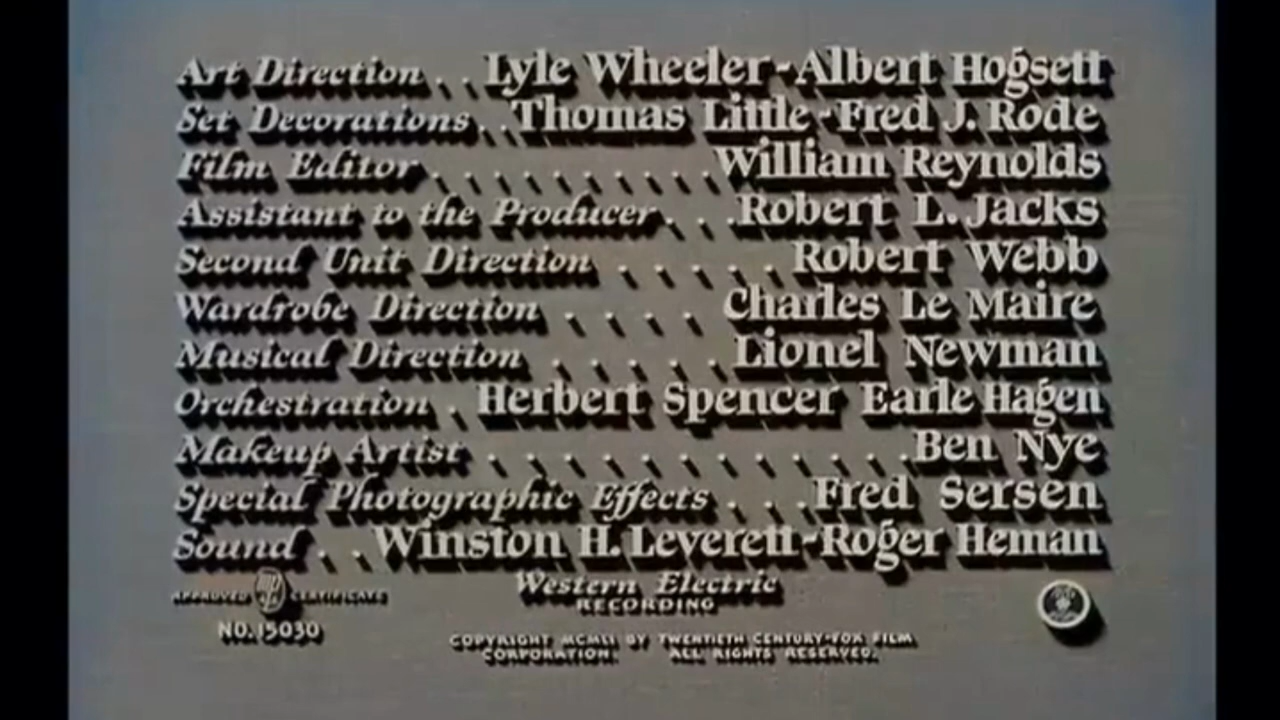 Art Direction . . Lyle Wheeler-Albert Hogsett
Set Decorations . . Thomas Little-Fred J. Rode
Film Editor . . . . . . . . . . William Reynolds
Assistant to the Producer . . . Robert L. Jacks
Second Unit Direction . . . . . Robert Webb
Wardrobe Direction . . . . Charles Le Maire
Musical Direction . . . . . Lionel Newman
Orchestration . Herbert Spencer Earle Hagen
Makeup Artist . . . . . . . . . . . . Ben Nye
Special Photographic Effects . . . Fred Sersen
Sound . . Winston H. Leverett-Roger Heman
APPROVED CERTIFICATE
NO. 15030
Western Electric
RECORDING
COPYRIGHT MCMLI BY TWENTIETH CENTURY-FOX FILM
CORPORATION. ALL RIGHTS RESERVED.